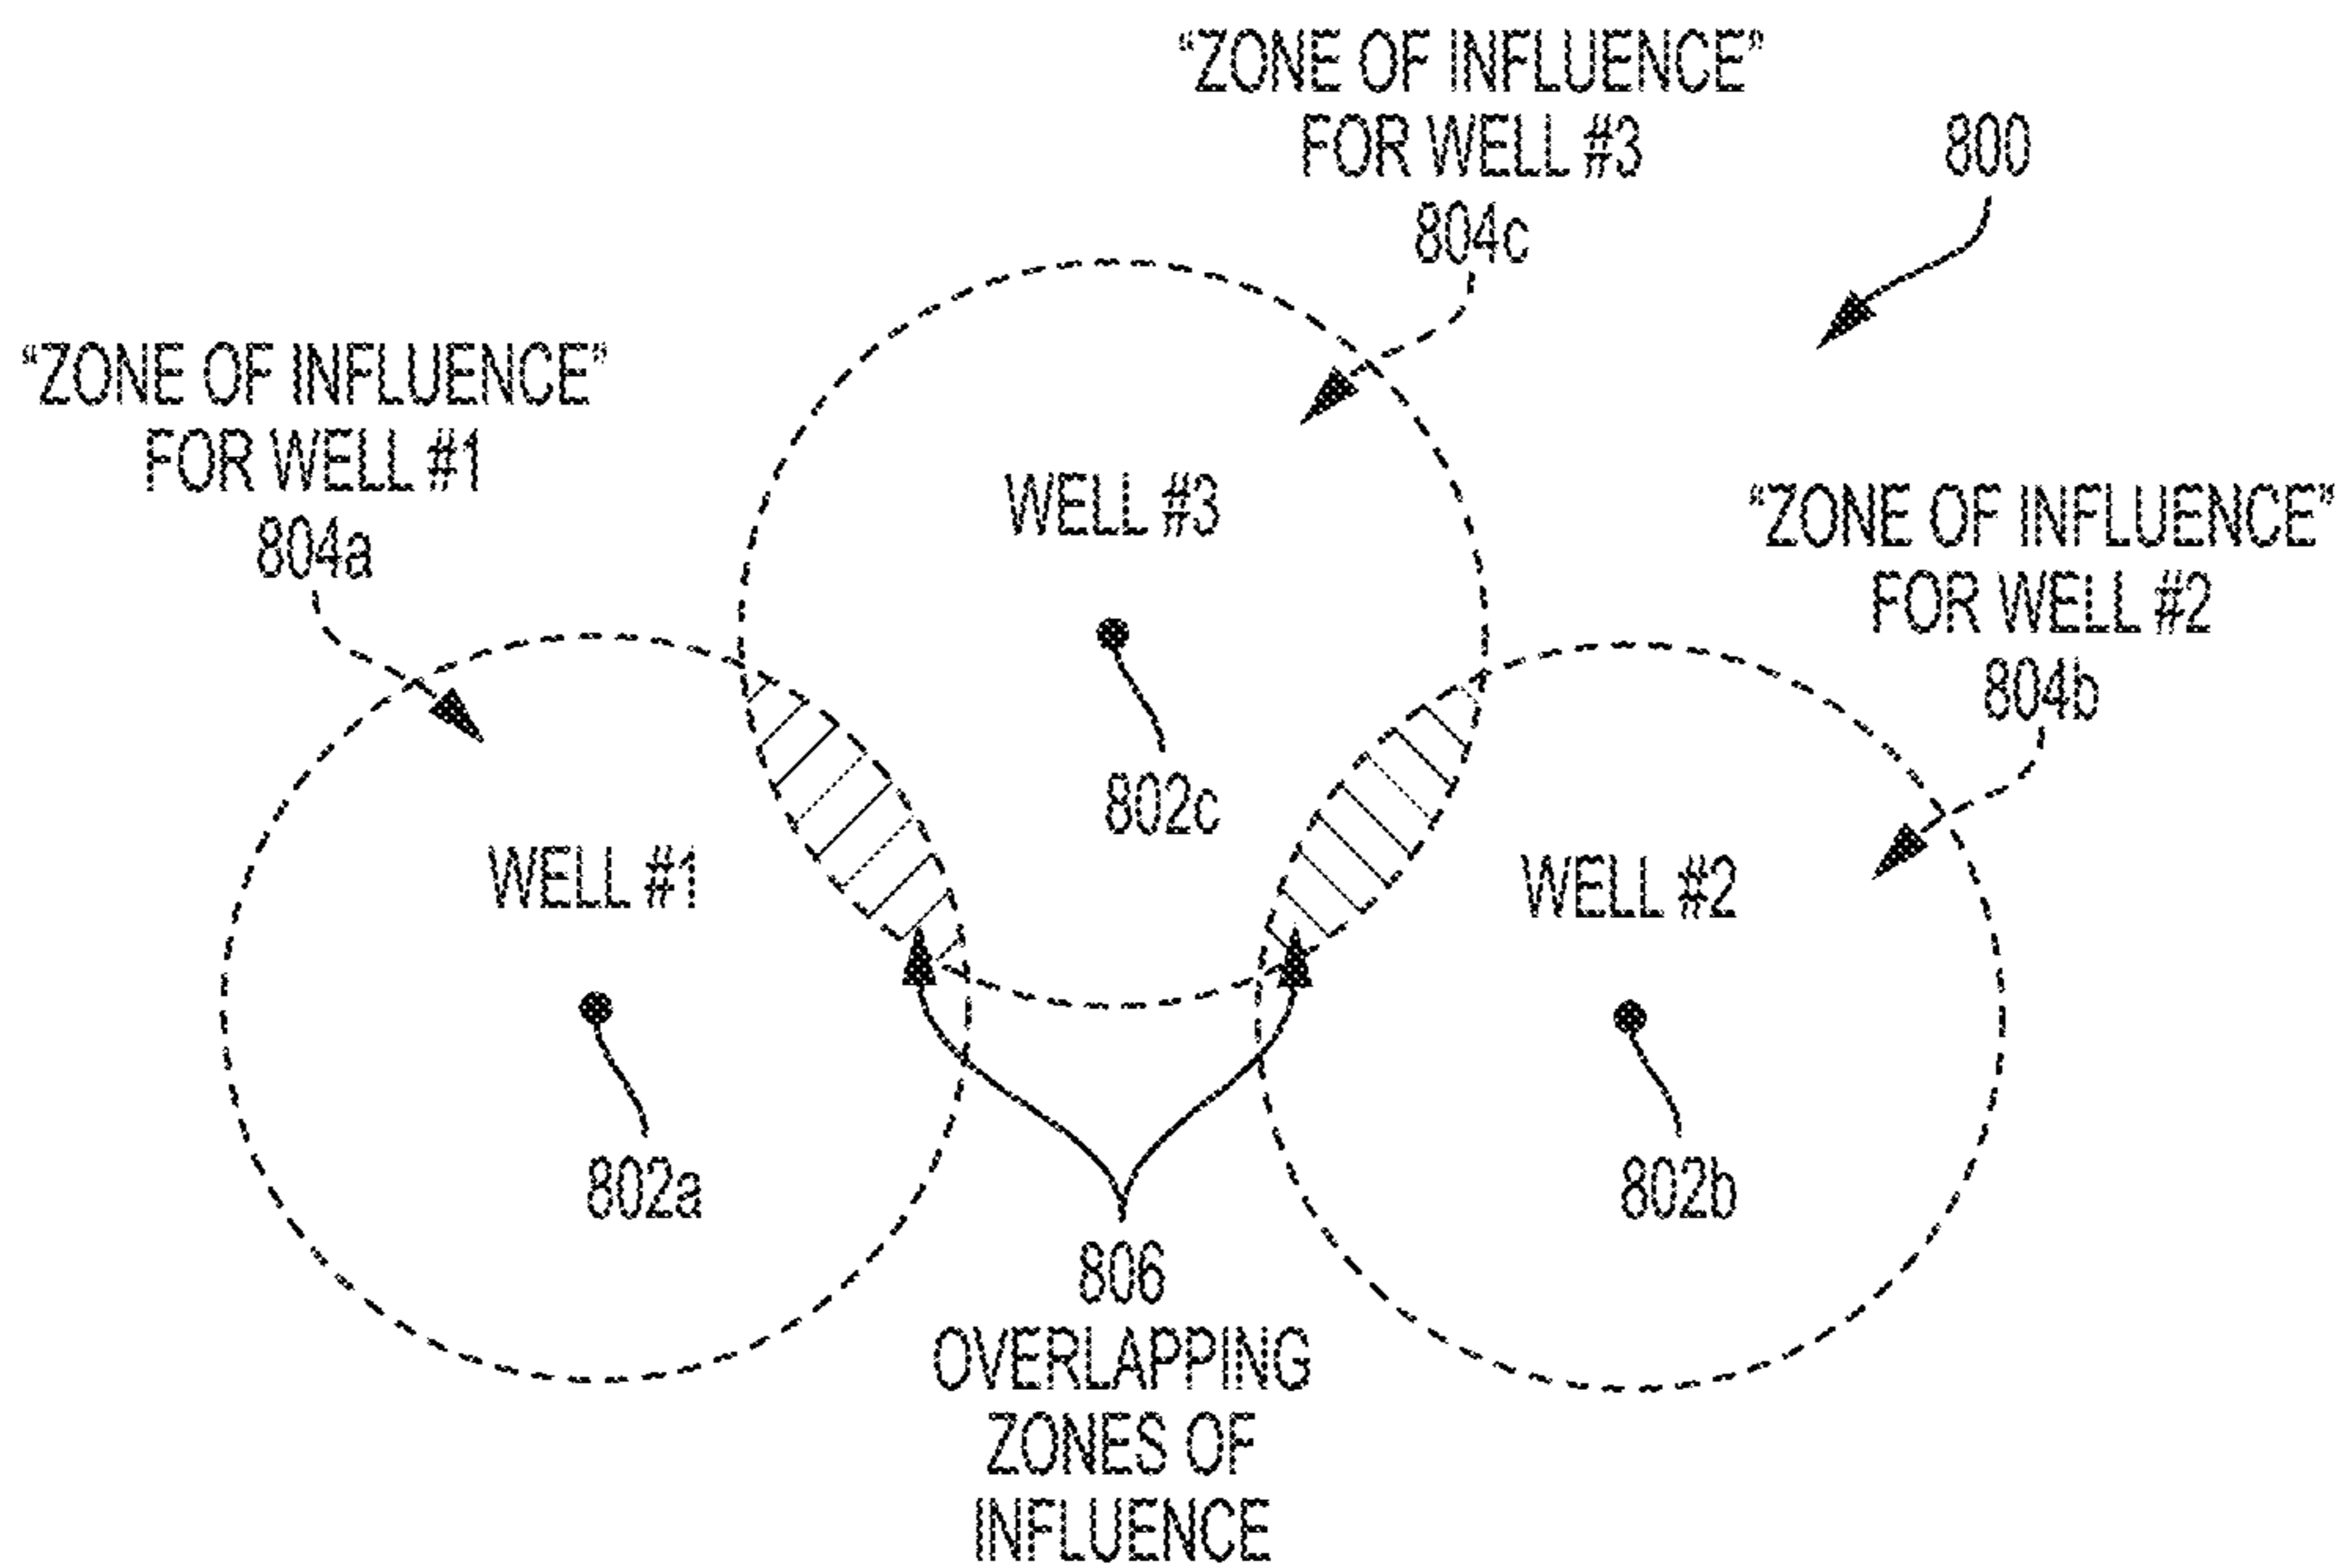 “ZONE OF INFLUENCE”
FOR WELL #3
804c
800
“ZONE OF INFLUENCE”
FOR WELL #1
804a
WELL #3
802c
“ZONE OF INFLUENCE”
FOR WELL #2
804b
WELL #1
802a
WELL #2
802b
806
OVERLAPPING
ZONES OF
INFLUENCE